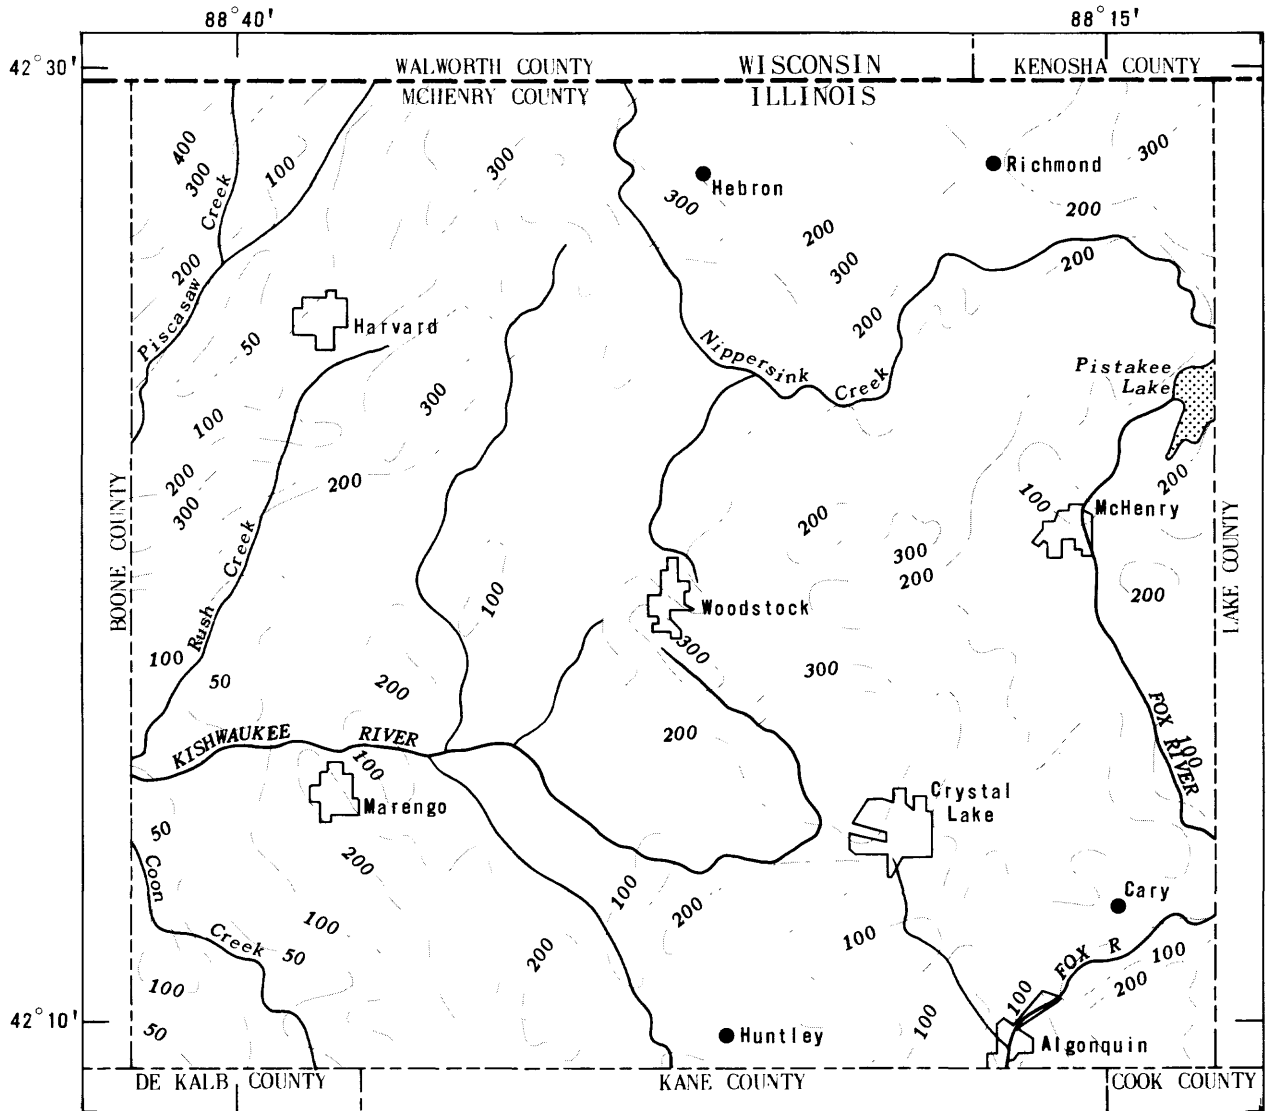 88°40'
88°15'
42°30'
WALWORTH COUNTY
WISCONSIN
KENOSHA COUNTY
MCHENRY COUNTY
ILLINOIS
400
300
100
300
300
Richmond
Hebron
Creek
300
200
200
200
200
300
Piscasaw
200
50
Harvard
Nippersink
Creek
Pistakee
Lake
300
100
200
200
200
300
100
McHenry
BOONE COUNTY
LAKE COUNTY
Creek
200
300
200
100
200
Rush
Woodstock
100
300
300
50
200
200
FOX RIVER
100
KISHWAUKEE RIVER
100
Marengo
Crystal
Lake
50
200
Coon
100
200
Cary
100
Creek
50
200
100
FOX R
100
200
100
100
100
50
42°10'
Huntley
Algonquin
DE KALB COUNTY
KANE COUNTY
COOK COUNTY